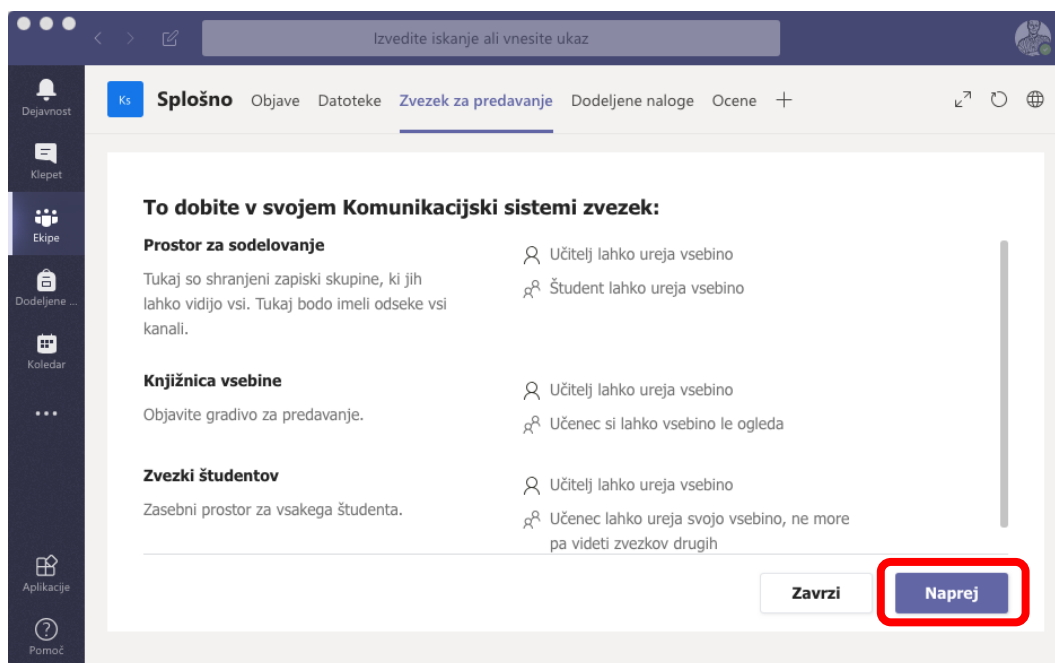 Izvedite iskanje ali vnesite ukaz
Dejavnost
Klepet
Ekipe
Dodeljene ...
Koledar
Aplikacije
Pomoč
Ks
Splošno Objave Datoteke Zvezek za predavanje Dodeljene naloge Ocene
To dobite v svojem Komunikacijski sistemi zvezek:
Prostor za sodelovanje
Tukaj so shranjeni zapiski skupine, ki jih
lahko vidijo vsi. Tukaj bodo imeli odseke vsi
kanali.
Učitelj lahko ureja vsebino
Študent lahko ureja vsebino
Knjižnica vsebine
Objavite gradivo za predavanje.
Učitelj lahko ureja vsebino
Učenec si lahko vsebino le ogleda
Zvezki študentov
Zasebni prostor za vsakega študenta.
Učitelj lahko ureja vsebino
Učenec lahko ureja svojo vsebino, ne more
pa videti zvezkov drugih
Zavrzi
Naprej